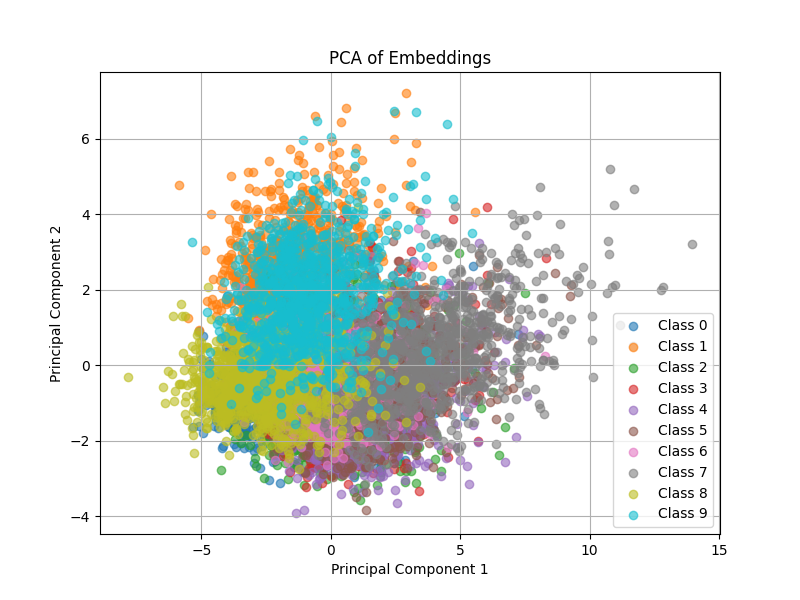 PCA of Embeddings
Principal Component 2
6
4
2
0
−2
−4
−5
0
5
10
15
Principal Component 1
Class 0
Class 1
Class 2
Class 3
Class 4
Class 5
Class 6
Class 7
Class 8
Class 9